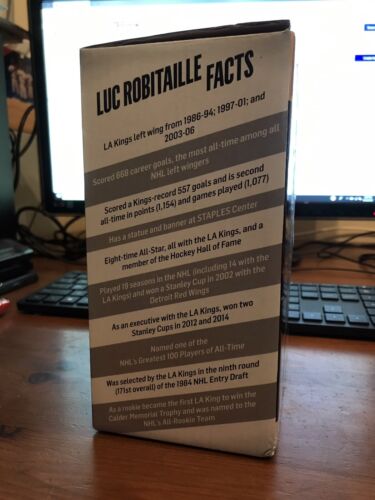 LUC ROBITAILLE FACTS
LA Kings left wing from 1986-94; 1997-01; and
2003-06
Scored 668 career goals, the most all-time among all
NHL left wingers
Scored a Kings-record 557 goals and is second
all-time in points (1,154) and games played (1,077)
Has a statue and banner at STAPLES Center
Eight-time All-Star, all with the LA Kings, and a
member of the Hockey Hall of Fame
Played 19 seasons in the NHL (including 14 with the
LA Kings) and won a Stanley Cup in 2002 with the
Detroit Red Wings
As an executive with the LA Kings, won two
Stanley Cups in 2012 and 2014
Named one of the
NHL's Greatest 100 Players of All-Time
Was selected by the LA Kings in the ninth round
(171st overall) of the 1984 NHL Entry Draft
As a rookie became the first LA King to win the
Calder Memorial Trophy and was named to the
NHL's All-Rookie Team